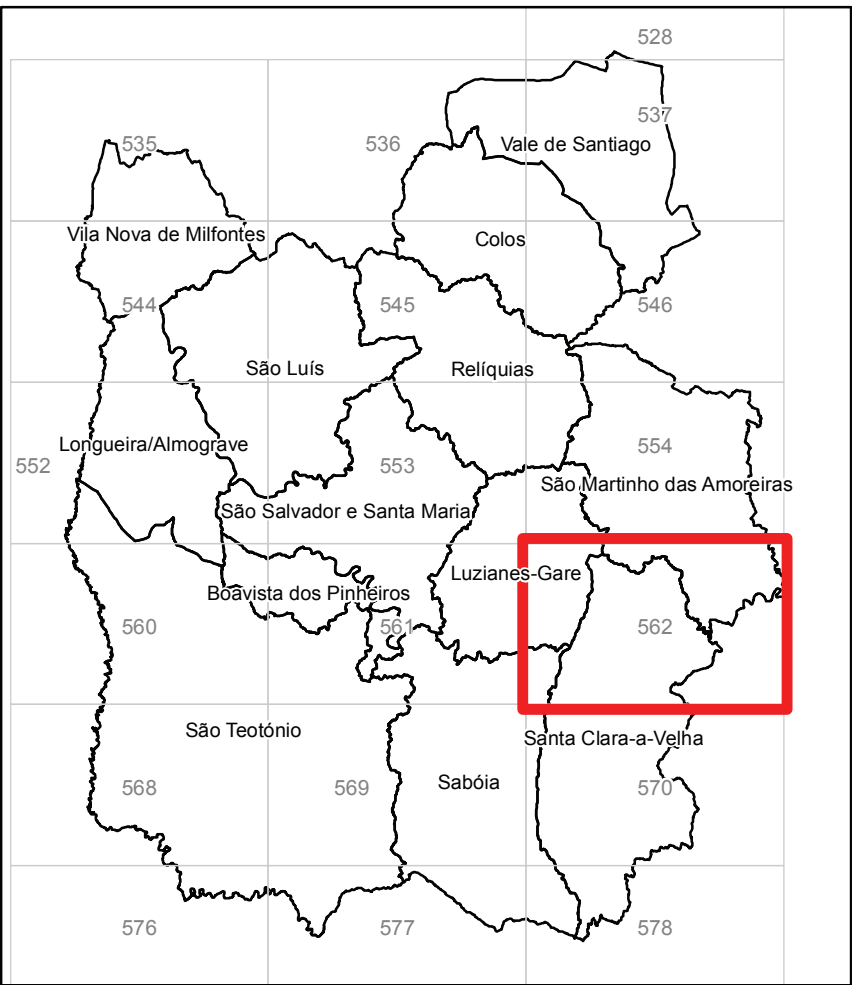 528
537
Vale de Santiago
535
536
Vila Nova de Milfontes
Colos
544
545
546
São Luís
Relíquias
Longueira/Almograve
554
552
553
São Martinho das Amoreiras
São Salvador e Santa Maria
Luzianes-Gare
Boavista dos Pinheiros
560
561
562
São Teotónio
Santa Clara-a-Velha
568
569
Sabóia
570
576
577
578